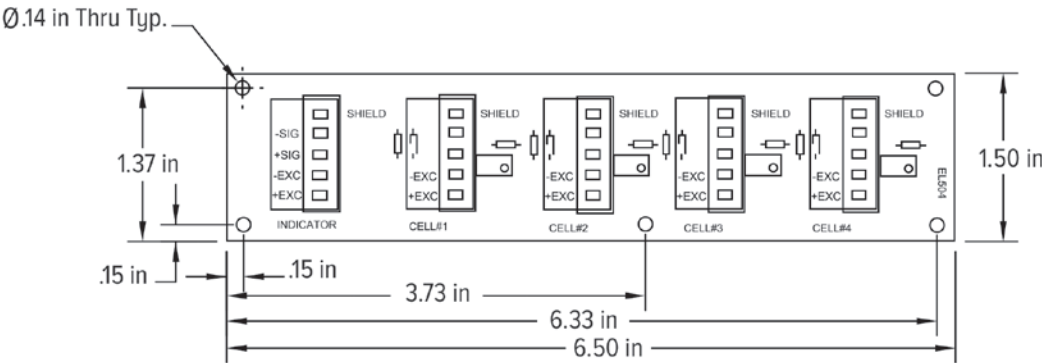 Ø.14 in Thru Typ.
SHIELD SHIELD SHIELD SHIELD SHIELD
-SIG
+SIG
-EXC -EXC -EXC -EXC -EXC
+EXC +EXC +EXC +EXC +EXC
INDICATOR CELL#1 CELL#2 CELL#3 CELL#4
EL504
1.37 in
1.50 in
.15 in
.15 in
3.73 in
6.33 in
6.50 in